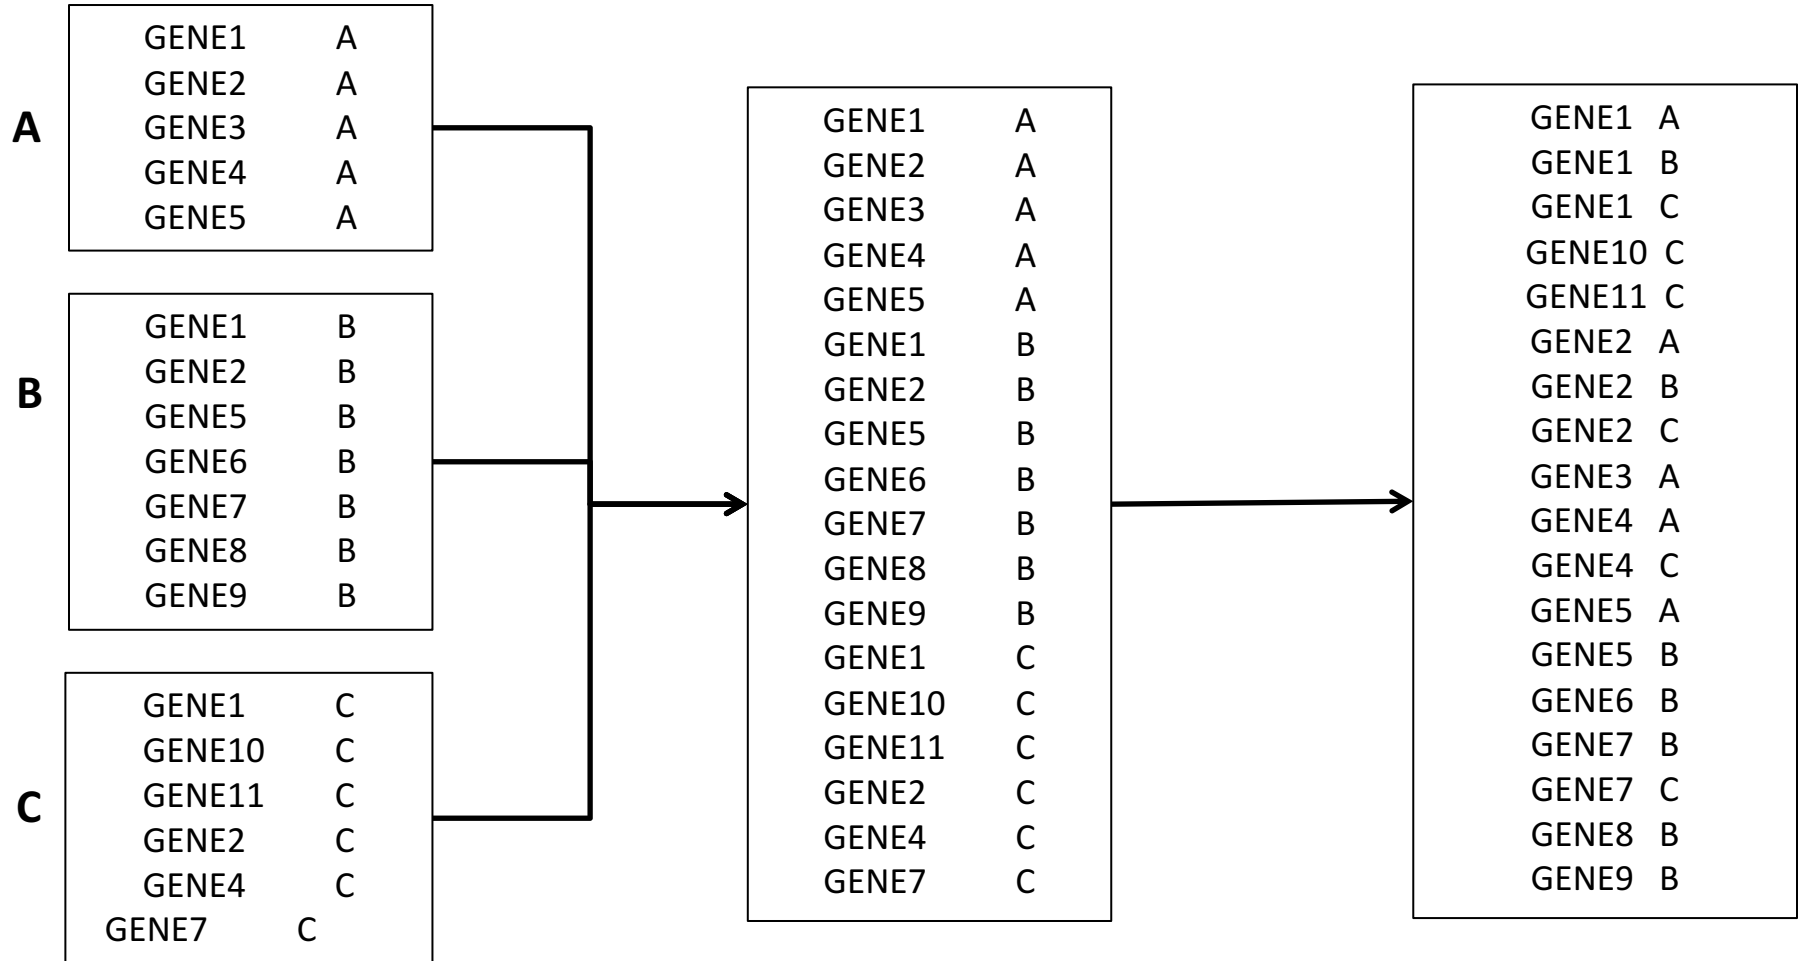 A
GENE1 A
GENE2 A
GENE3 A
GENE4 A
GENE5 A
B
GENE1 B
GENE2 B
GENE5 B
GENE6 B
GENE7 B
GENE8 B
GENE9 B
C
GENE1 C
GENE10 C
GENE11 C
GENE2 C
GENE4 C
GENE7 C
GENE1 A
GENE2 A
GENE3 A
GENE4 A
GENE5 A
GENE1 B
GENE2 B
GENE5 B
GENE6 B
GENE7 B
GENE8 B
GENE9 B
GENE1 C
GENE10 C
GENE11 C
GENE2 C
GENE4 C
GENE7 C
GENE1 A
GENE1 B
GENE1 C
GENE10 C
GENE11 C
GENE2 A
GENE2 B
GENE2 C
GENE3 A
GENE4 A
GENE4 C
GENE5 A
GENE5 B
GENE6 B
GENE7 B
GENE7 C
GENE8 B
GENE9 B